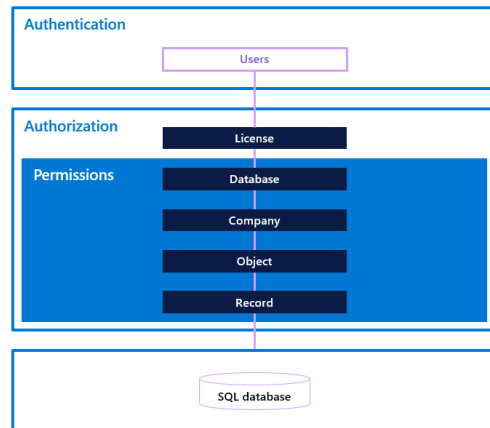 Authentication
Users
Authorization
License
Permissions
Database
Company
Object
Record
SQL database